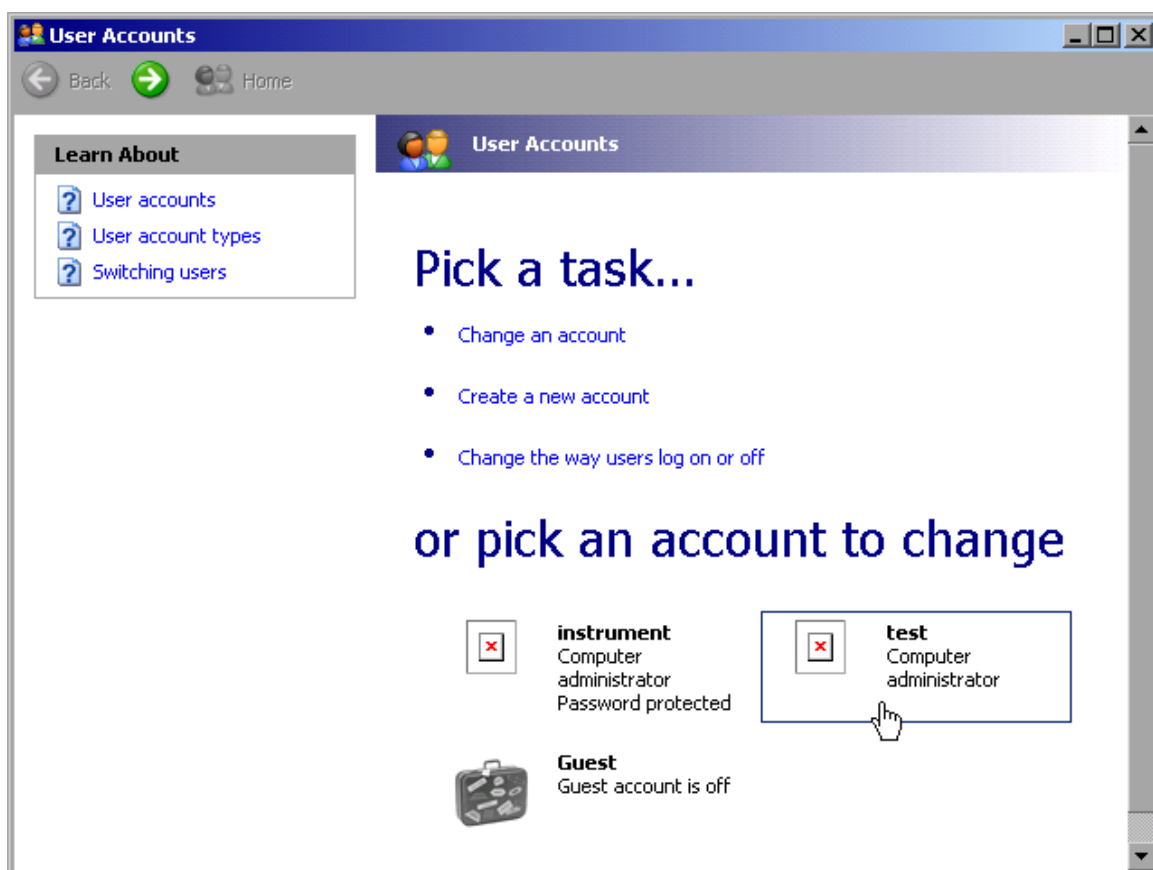 User Accounts
Back
Home
Learn About
User accounts
User account types
Switching users
User Accounts
Pick a task...
• Change an account
• Create a new account
• Change the way users log on or off
or pick an account to change
instrument
Computer
administrator
Password protected
test
Computer
administrator
Guest
Guest account is off